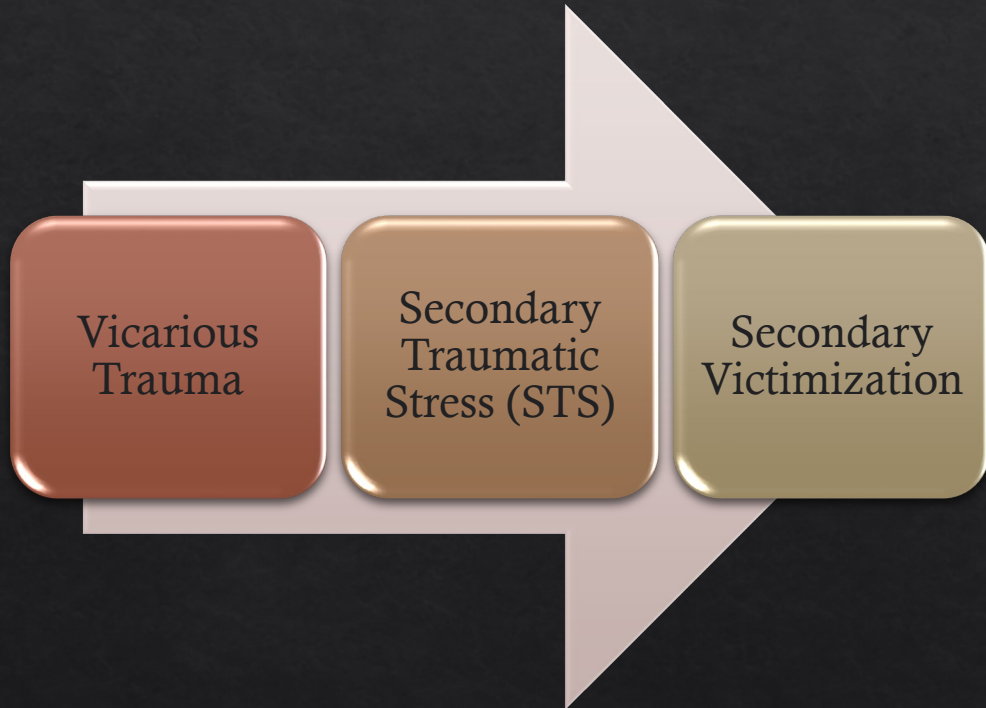 Vicarious
Trauma
Secondary
Traumatic
Stress (STS)
Secondary
Victimization